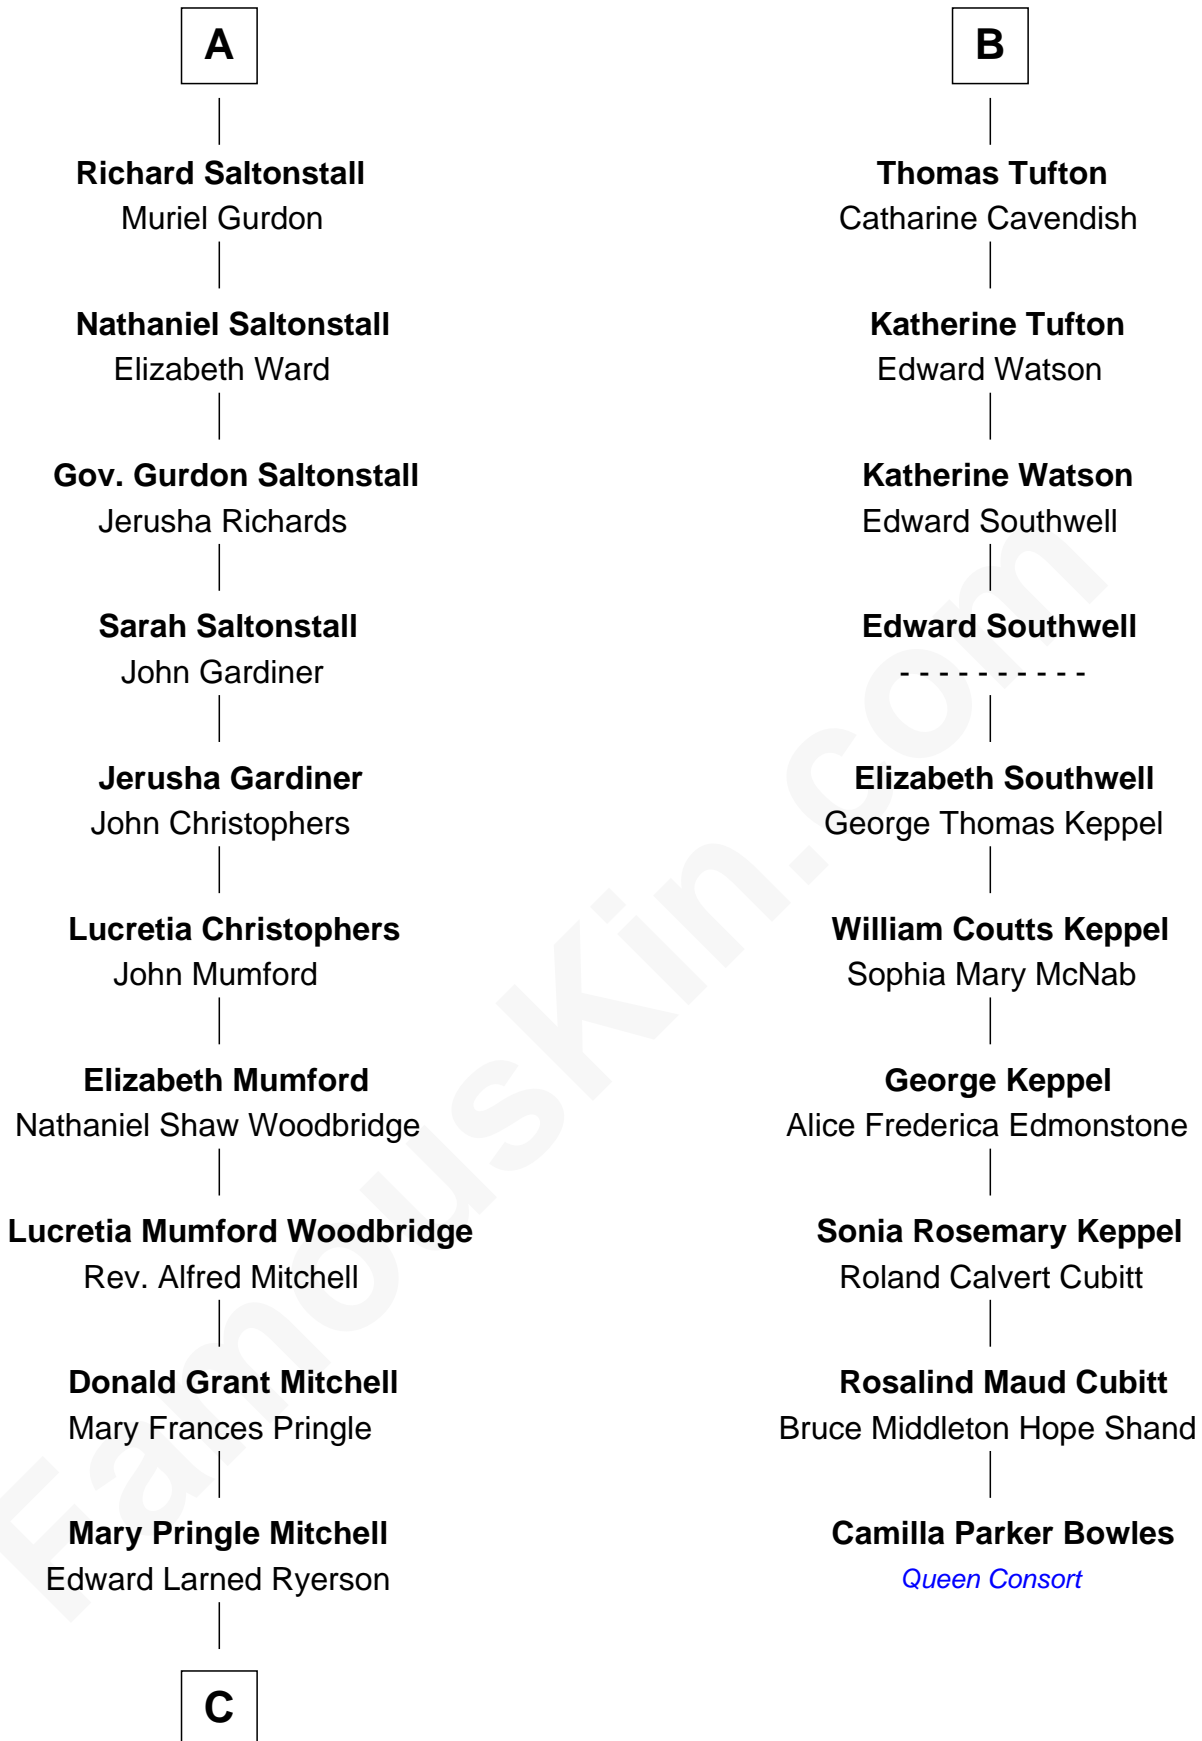 A
Richard Saltonstall
Muriel Gurdon
Nathaniel Saltonstall
Elizabeth Ward
Gov. Gurdon Saltonstall
Jerusha Richards
Sarah Saltonstall
John Gardiner
Jerusha Gardiner
John Christophers
Lucretia Christophers
John Mumford
Elizabeth Mumford
Nathaniel Shaw Woodbridge
Lucretia Mumford Woodbridge
Rev. Alfred Mitchell
Donald Grant Mitchell
Mary Frances Pringle
Mary Pringle Mitchell
Edward Larned Ryerson
C
B
Thomas Tufton
Catharine Cavendish
Katherine Tufton
Edward Watson
Katherine Watson
Edward Southwell
Edward Southwell
- - - - - - - - - -
Elizabeth Southwell
George Thomas Keppel
William Coutts Keppel
Sophia Mary McNab
George Keppel
Alice Frederica Edmonstone
Sonia Rosemary Keppel
Roland Calvert Cubitt
Rosalind Maud Cubitt
Bruce Middleton Hope Shand
Camilla Parker Bowles
Queen Consort
FamousKin.com